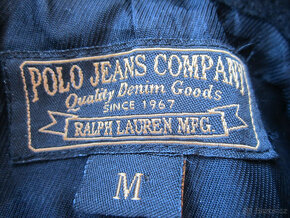 POLO JEANS COMPANY
Quality Denim Goods
SINCE 1967
RALPH LAUREN MFG.
M